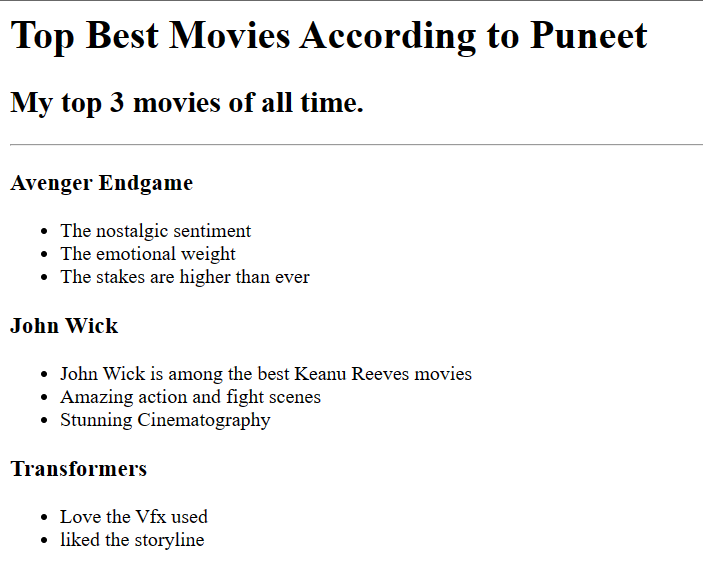 Top Best Movies According to Puneet
My top 3 movies of all time.
Avenger Endgame
The nostalgic sentiment
The emotional weight
The stakes are higher than ever
John Wick
John Wick is among the best Keanu Reeves movies
Amazing action and fight scenes
Stunning Cinematography
Transformers
Love the Vfx used
liked the storyline